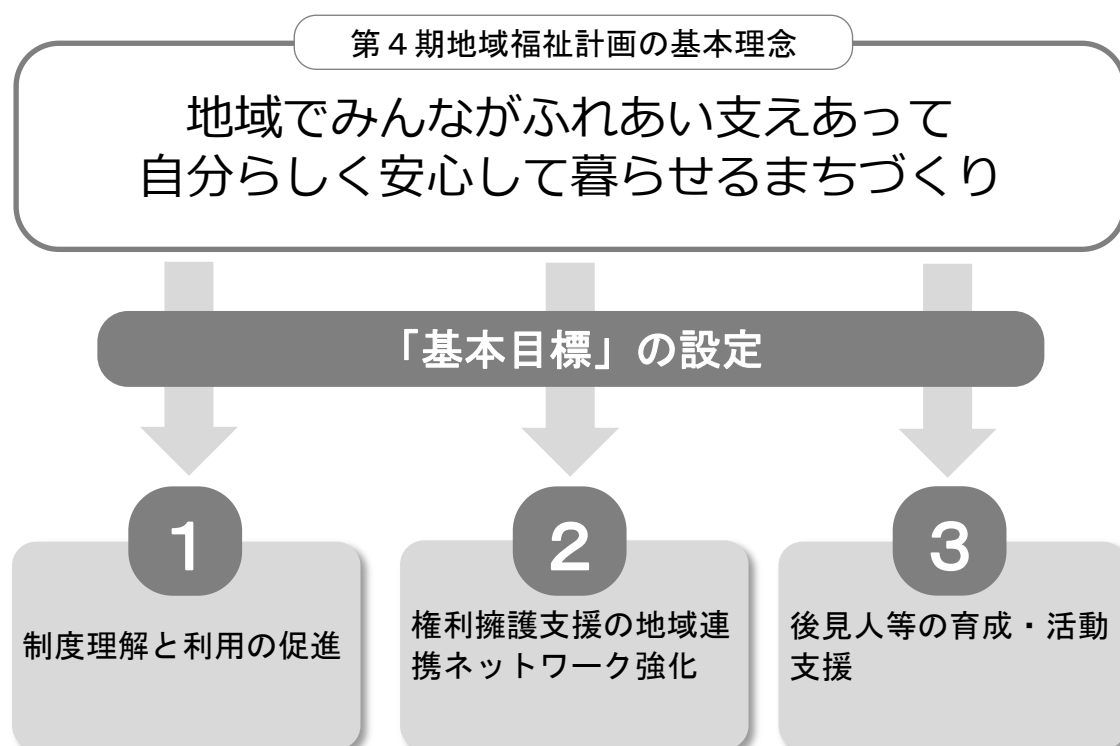 第４期地域福祉計画の基本理念
地域でみんながふれあい支えあって
自分らしく安心して暮らせるまちづくり
「基本目標」の設定
1
制度理解と利用の促進
2
権利擁護支援の地域連
携ネットワーク強化
3
後見人等の育成・活動
支援